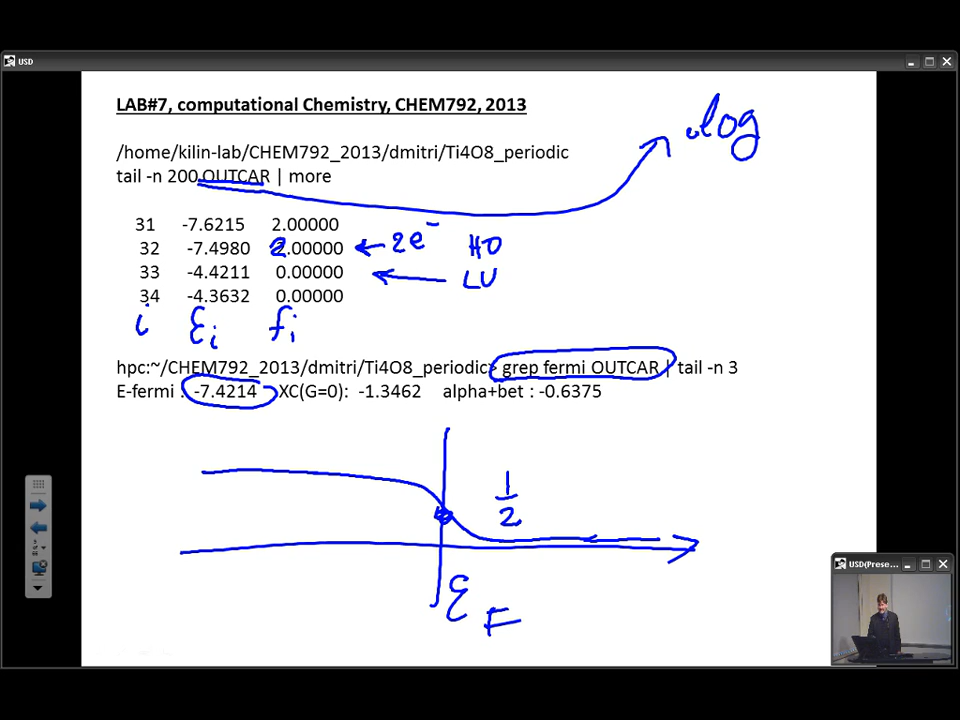 USD
LAB#7, computational Chemistry, CHEM792, 2013
.log
/home/kilin-lab/CHEM792_2013/dmitri/Ti4O8_periodic
tail -n 200 OUTCAR | more
31 -7.6215 2.00000
32 -7.4980 2.00000 ← 2e⁻ HO
33 -4.4211 0.00000 ← LU
34 -4.3632 0.00000
i εi fi
hpc:~/CHEM792_2013/dmitri/Ti4O8_periodic> grep fermi OUTCAR | tail -n 3
E-fermi : -7.4214 XC(G=0): -1.3462 alpha+bet : -0.6375
1/2
εF
USD(Prese...